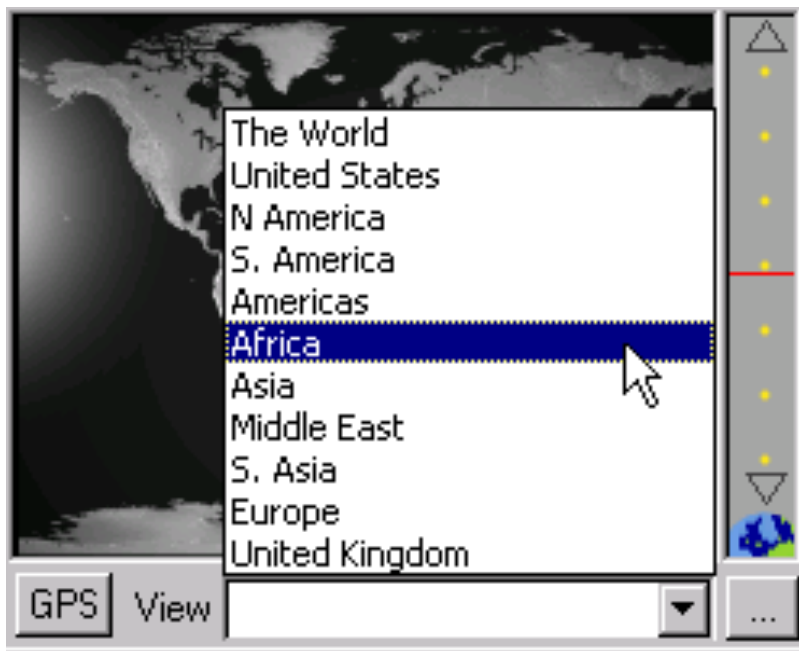 The World
United States
N America
S. America
Americas
Africa
Asia
Middle East
S. Asia
Europe
United Kingdom
GPS View ...